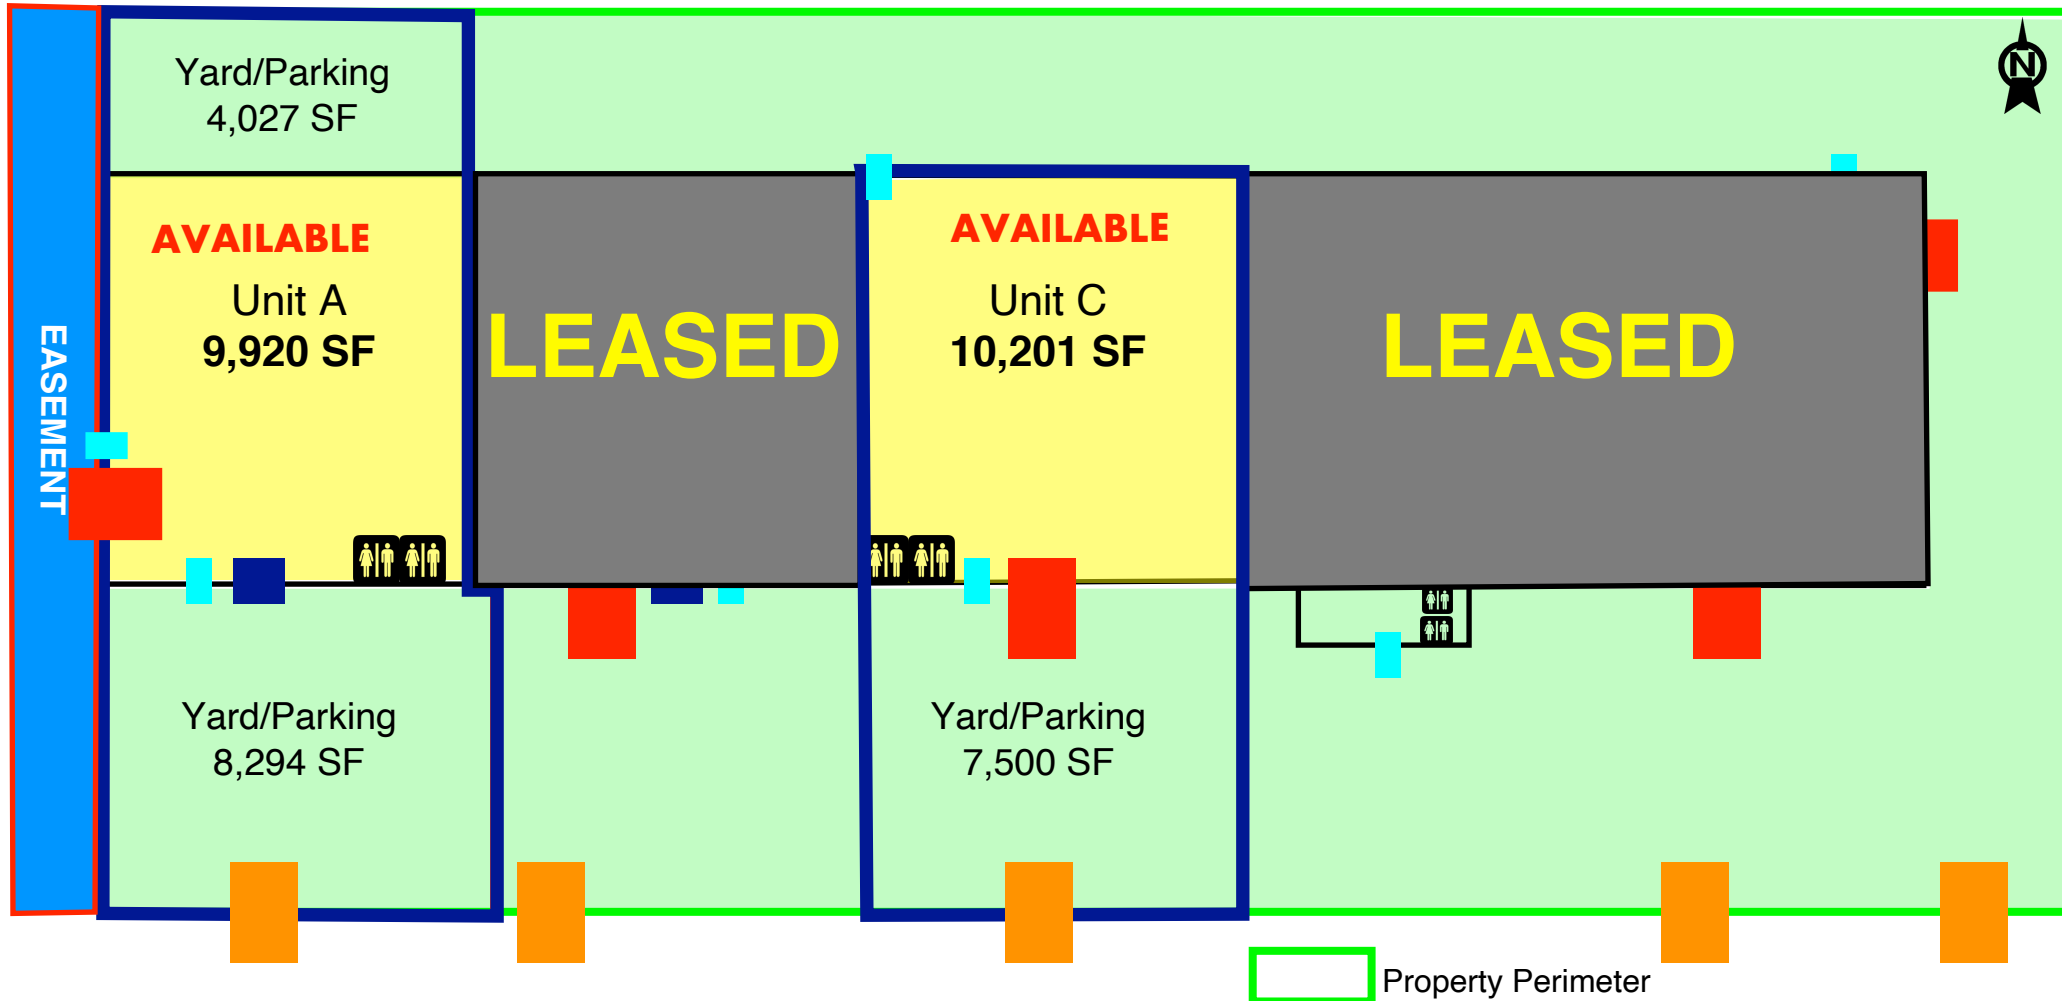 Yard/Parking
4,027 SF
N
AVAILABLE
Unit A
9,920 SF
LEASED
AVAILABLE
Unit C
10,201 SF
LEASED
EASEMENT
Yard/Parking
8,294 SF
Yard/Parking
7,500 SF
Property Perimeter